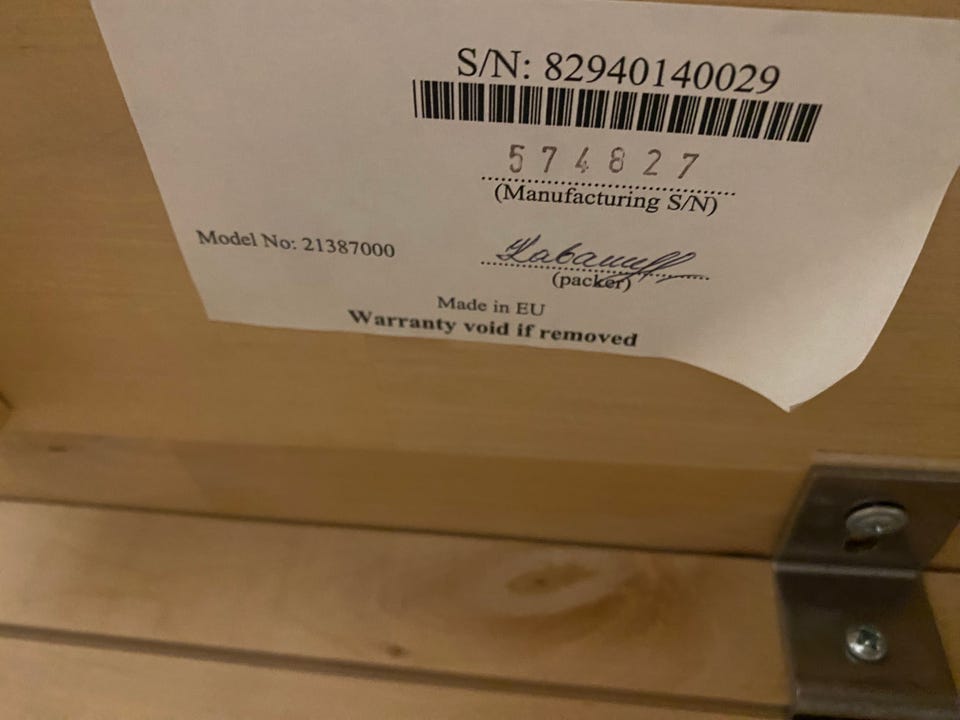 S/N: 82940140029
574827
(Manufacturing S/N)
Model No: 21387000
(packer)
Made in EU
Warranty void if removed